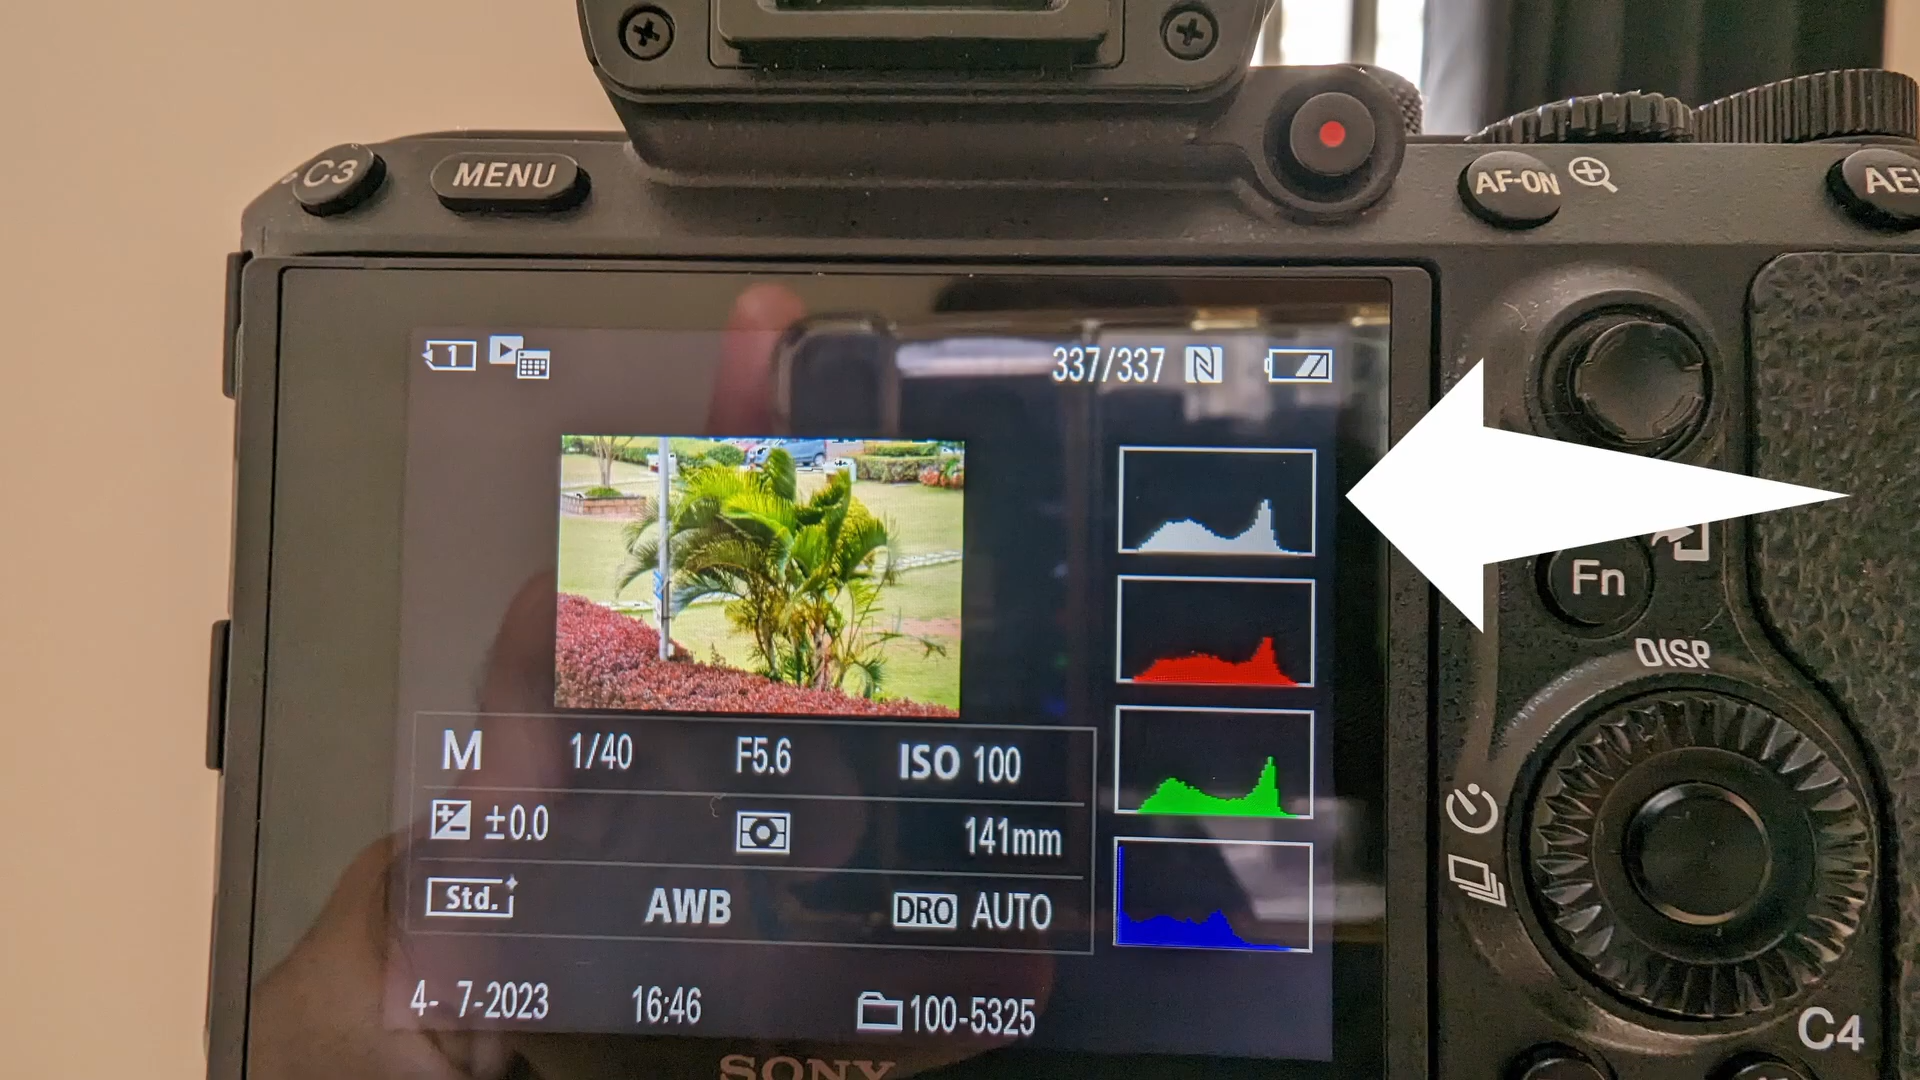 C3 MENU AF-ON
1 337/337 N
M 1/40 F5.6 ISO 100
±0.0 141mm
Std. AWB DRO AUTO
4- 7-2023 16:46 100-5325
SONY
Fn
DISP
C4